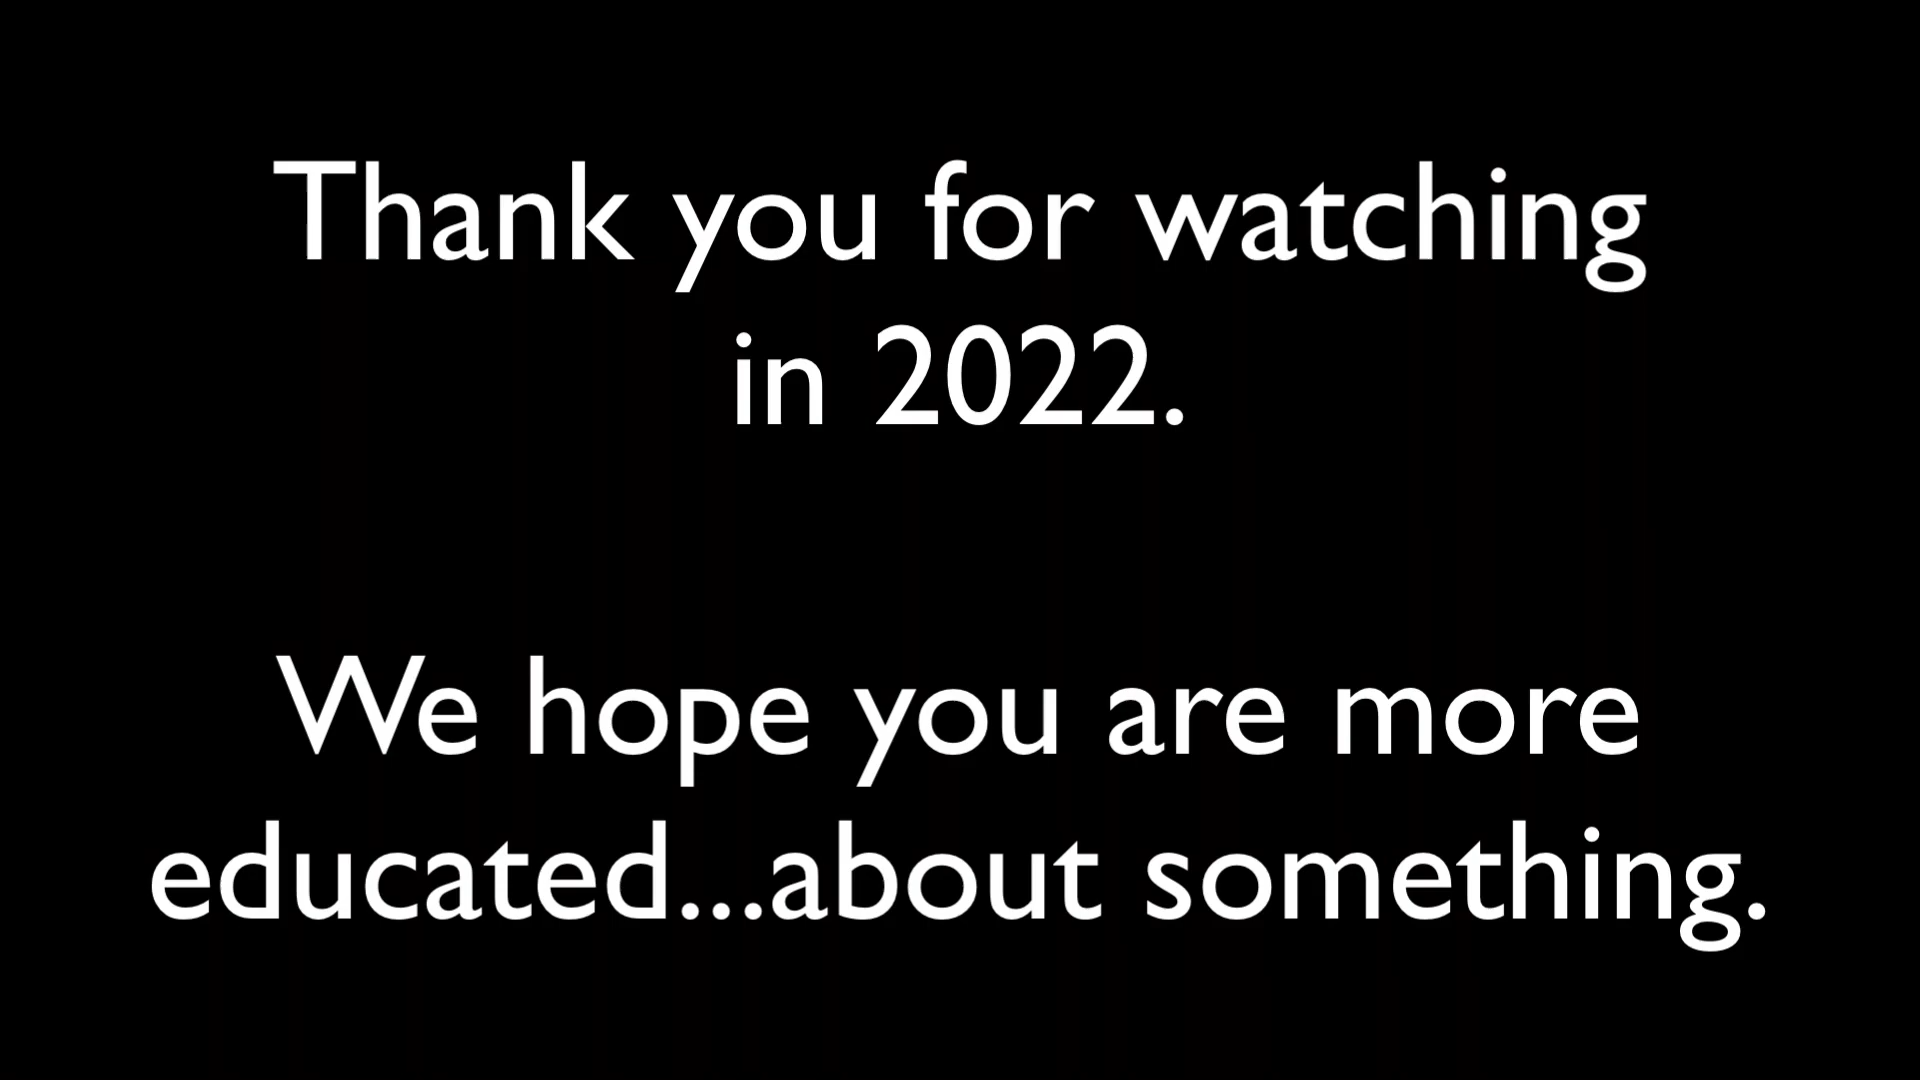 Thank you for watching
in 2022.
We hope you are more
educated...about something.